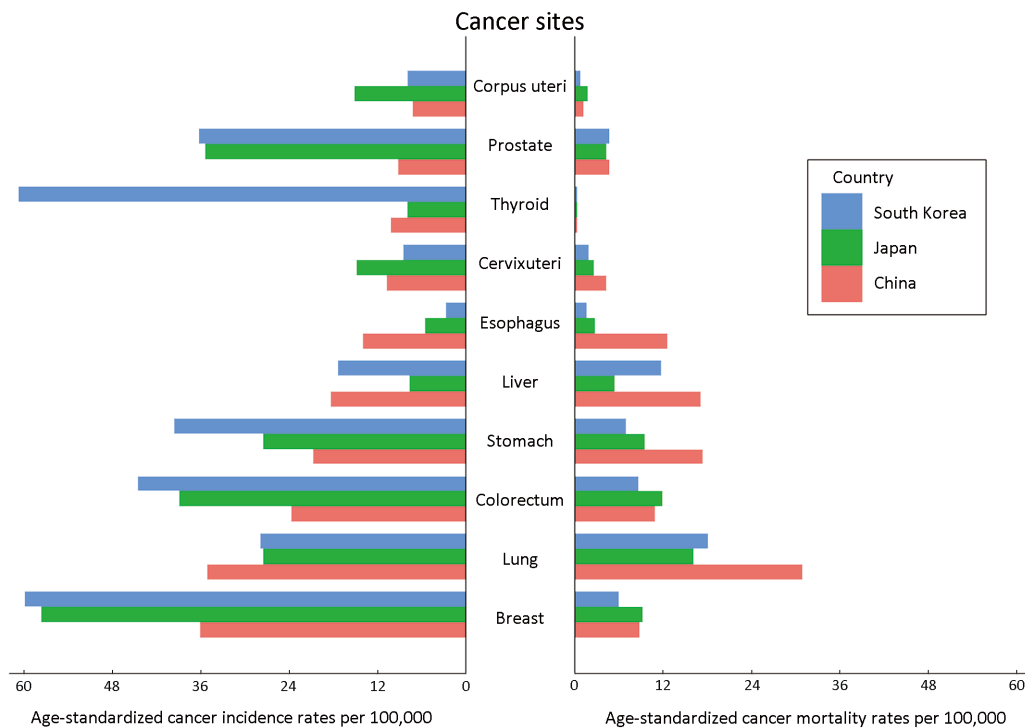 Cancer sites
Corpus uteri
Prostate
Thyroid
Cervixuteri
Esophagus
Liver
Stomach
Colorectum
Lung
Breast
Country
South Korea
Japan
China
60 48 36 24 12 0
0 12 24 36 48 60
Age-standardized cancer incidence rates per 100,000
Age-standardized cancer mortality rates per 100,000